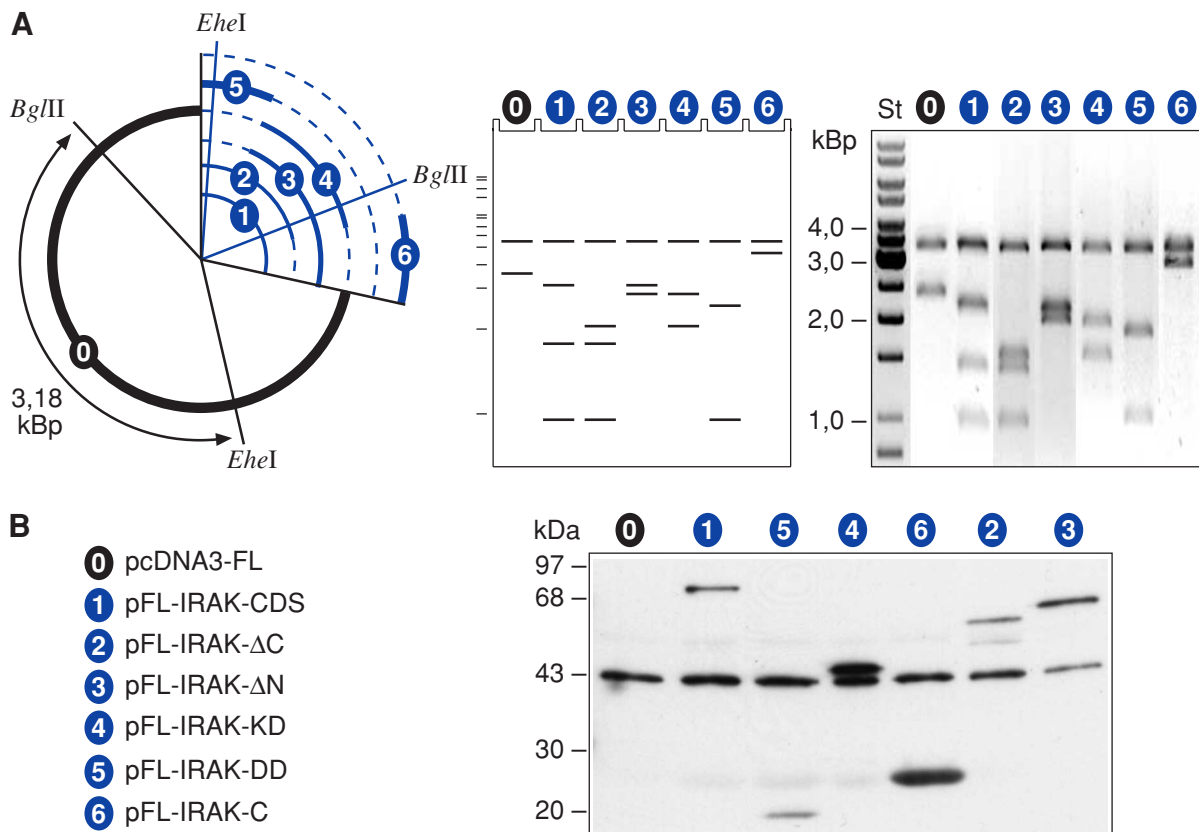 A
EheI
BglII
5
2
3
4
1
BglII
6
0
3,18
kBp
EheI
0 1 2 3 4 5 6
St 0 1 2 3 4 5 6
kBp
4,0
3,0
2,0
1,0
B
0 pcDNA3-FL
1 pFL-IRAK-CDS
2 pFL-IRAK-ΔC
3 pFL-IRAK-ΔN
4 pFL-IRAK-KD
5 pFL-IRAK-DD
6 pFL-IRAK-C
kDa 0 1 5 4 6 2 3
97
68
43
30
20